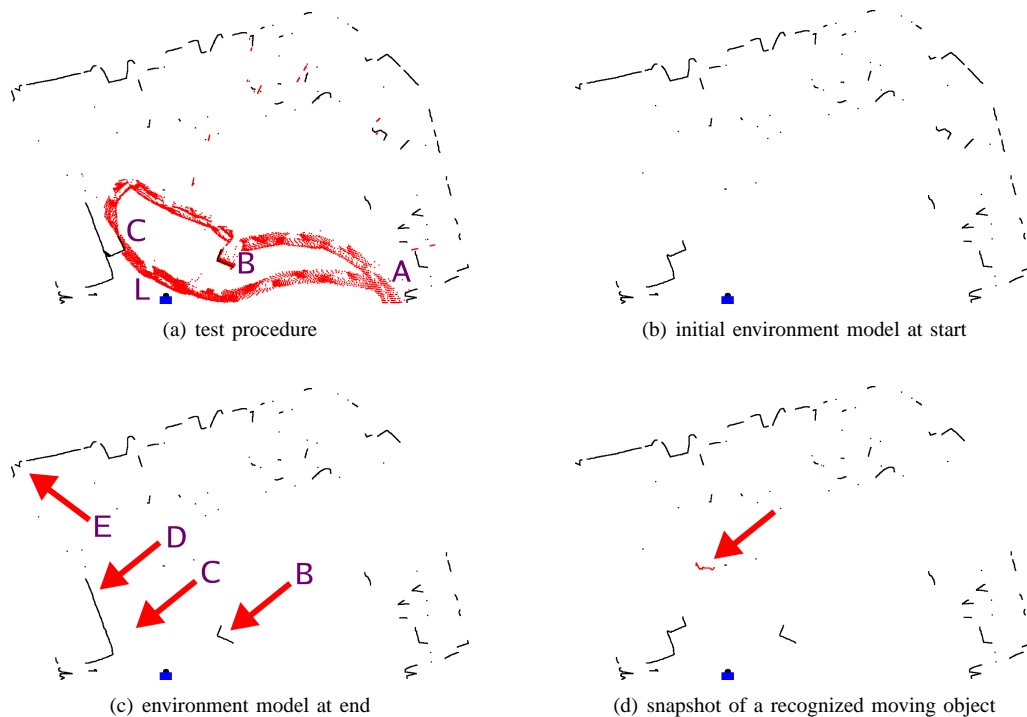 C
B
A
L
(a) test procedure
(b) initial environment model at start
E
D
C
B
(c) environment model at end
(d) snapshot of a recognized moving object